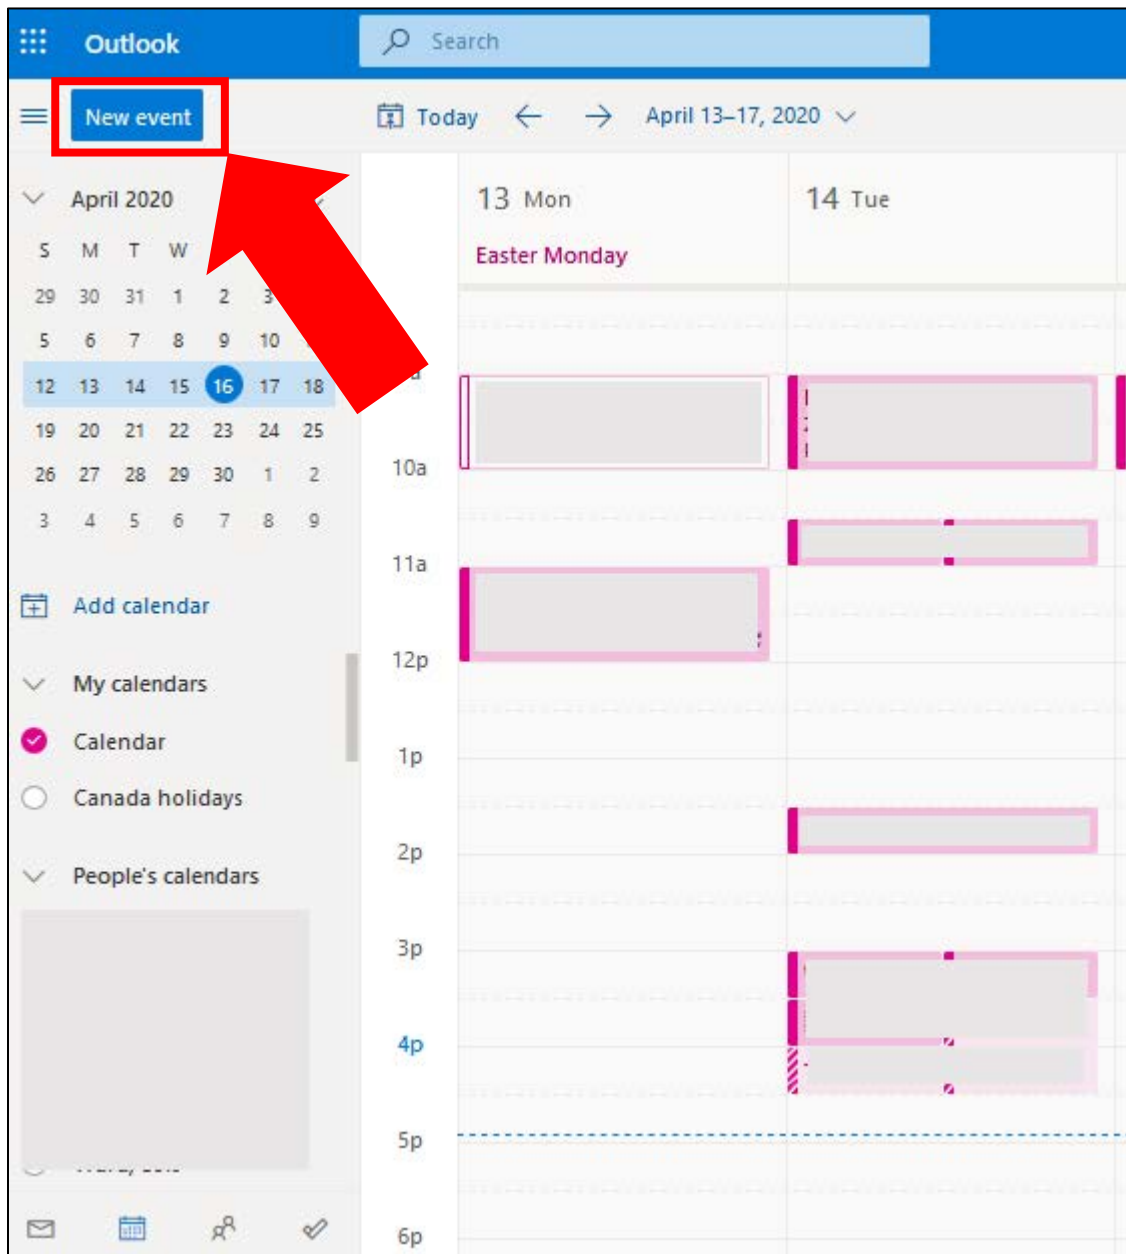 Outlook
Search
New event
Today
April 13–17, 2020
April 2020
S M T W
29 30 31 1 2 3
5 6 7 8 9 10
12 13 14 15 16 17 18
19 20 21 22 23 24 25
26 27 28 29 30 1 2
3 4 5 6 7 8 9
Add calendar
My calendars
Calendar
Canada holidays
People's calendars
13 Mon
14 Tue
Easter Monday
10a
11a
12p
1p
2p
3p
4p
5p
6p